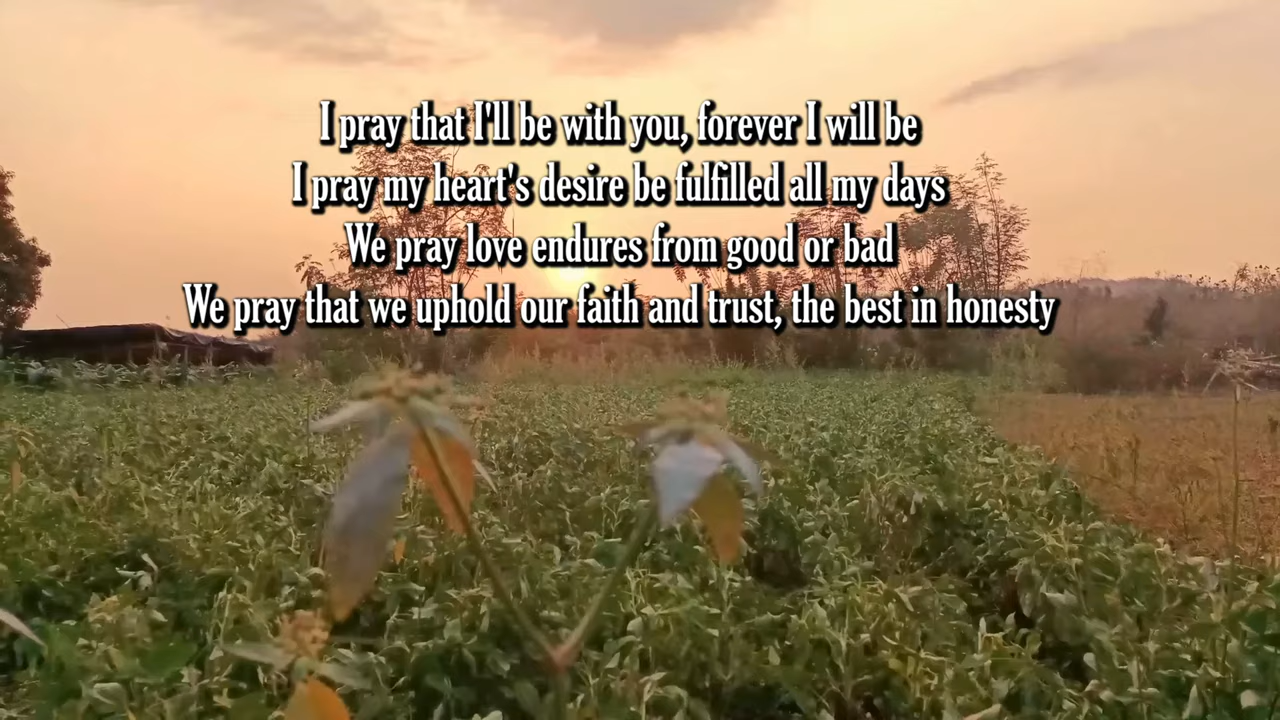 I pray that I'll be with you, forever I will be
I pray my heart's desire be fulfilled all my days
We pray love endures from good or bad
We pray that we uphold our faith and trust, the best in honesty